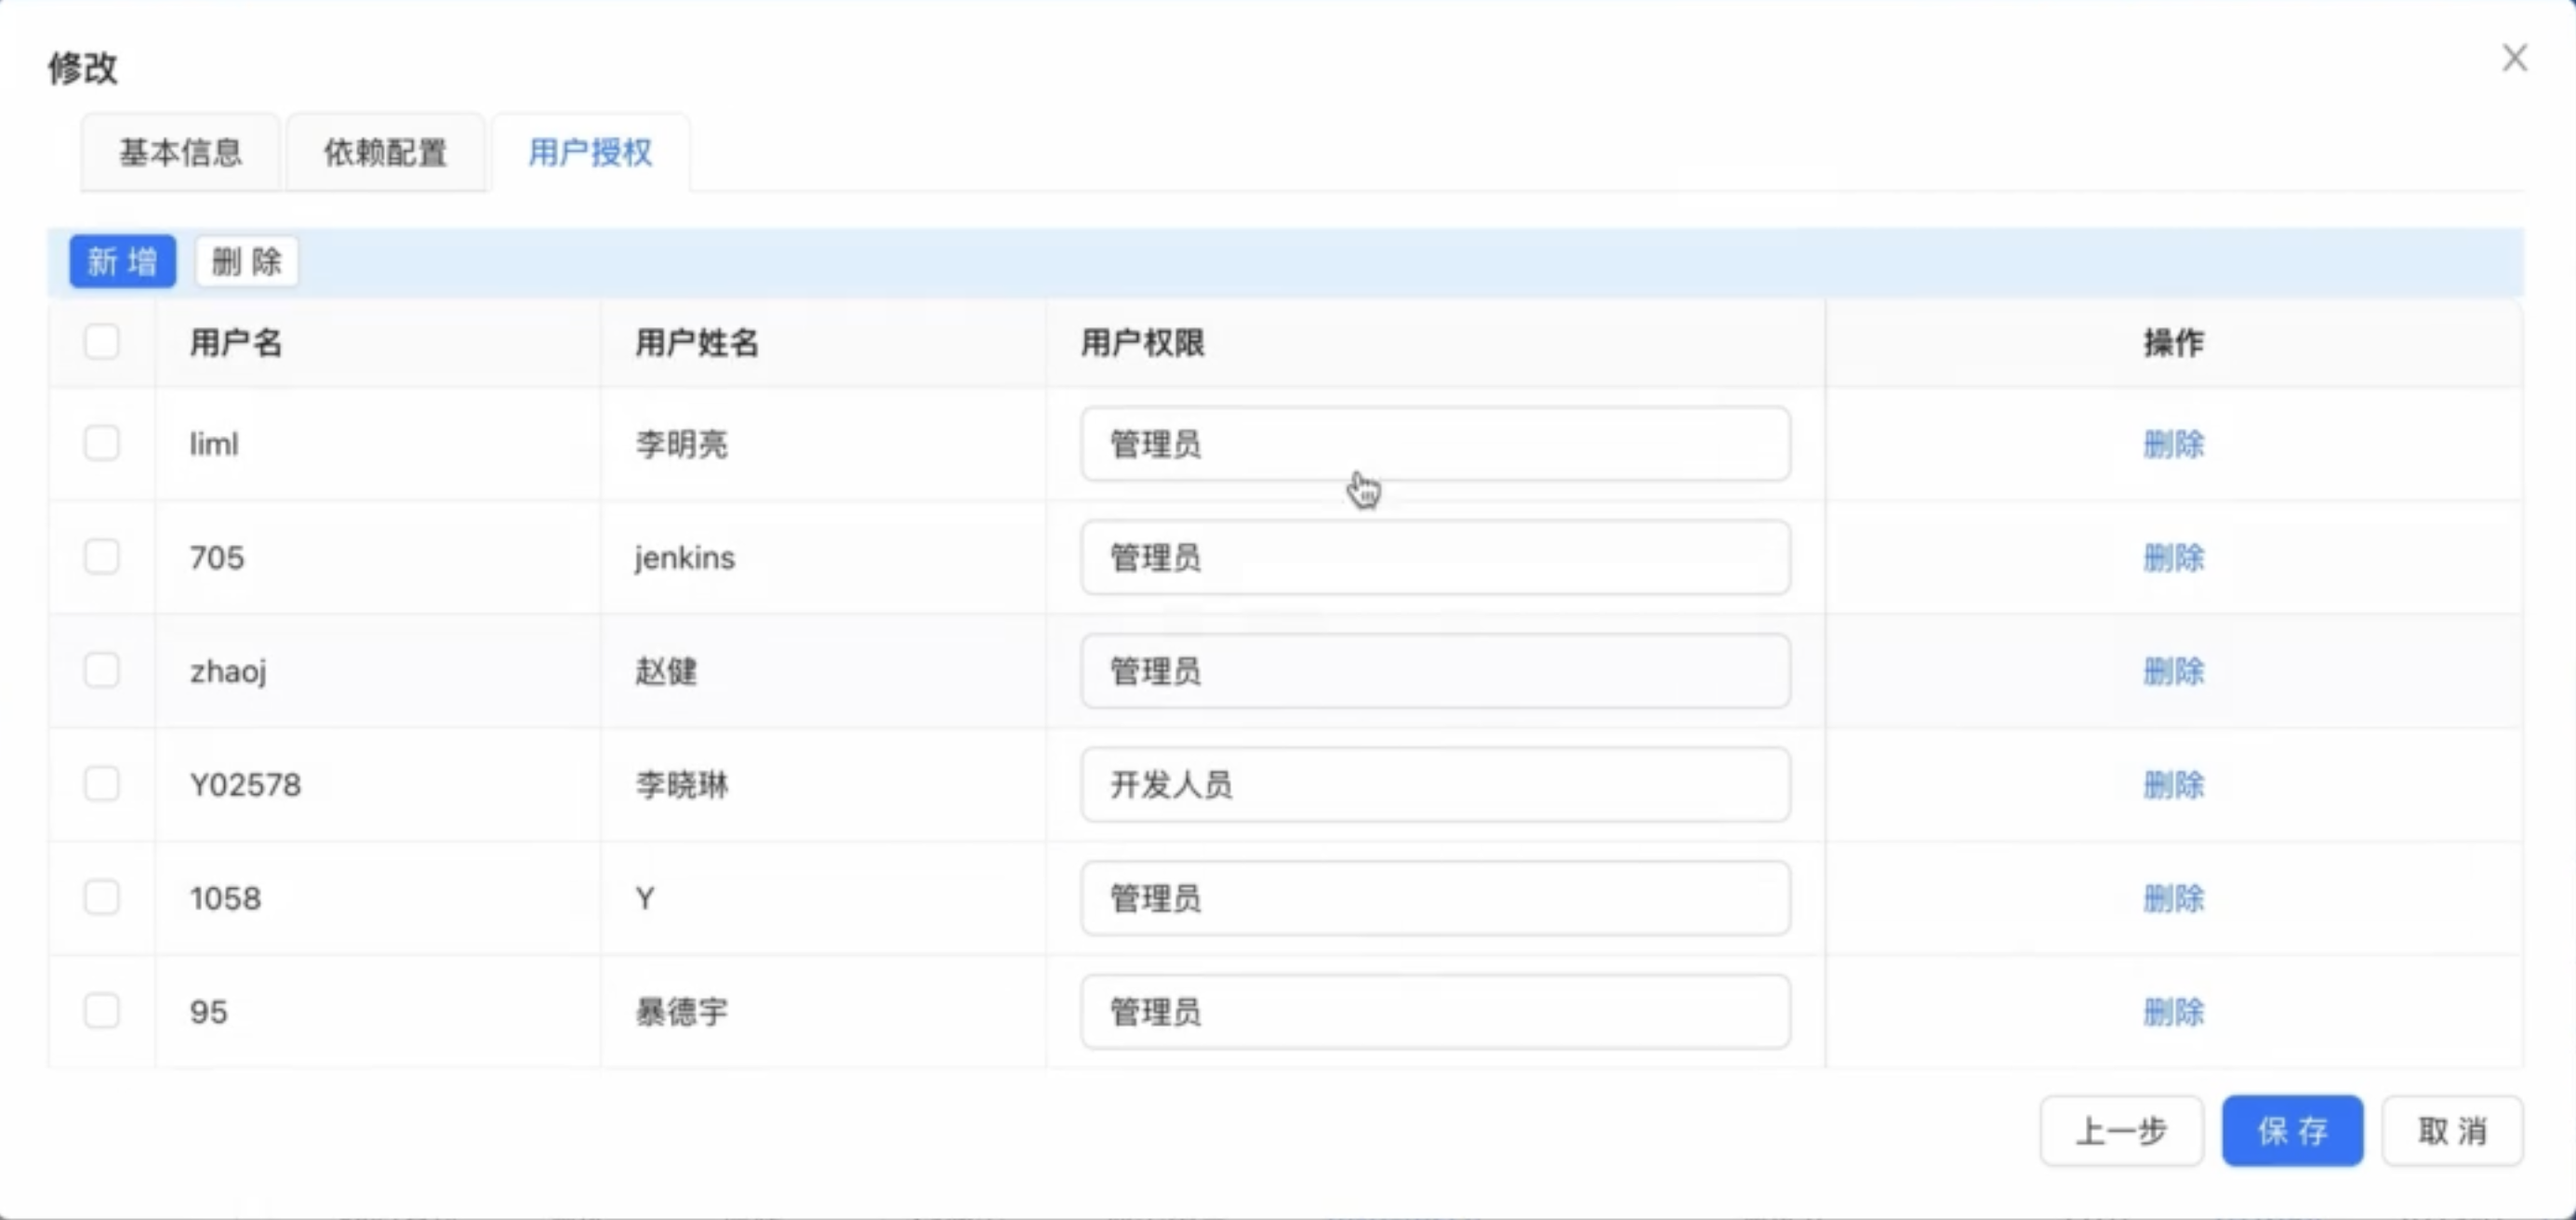 修改
基本信息 依赖配置 用户授权
新增 删除
用户名 用户姓名 用户权限 操作
liml 李明亮 管理员 删除
705 jenkins 管理员 删除
zhaoj 赵健 管理员 删除
Y02578 李晓琳 开发人员 删除
1058 Y 管理员 删除
95 暴德宇 管理员 删除
上一步 保存 取消